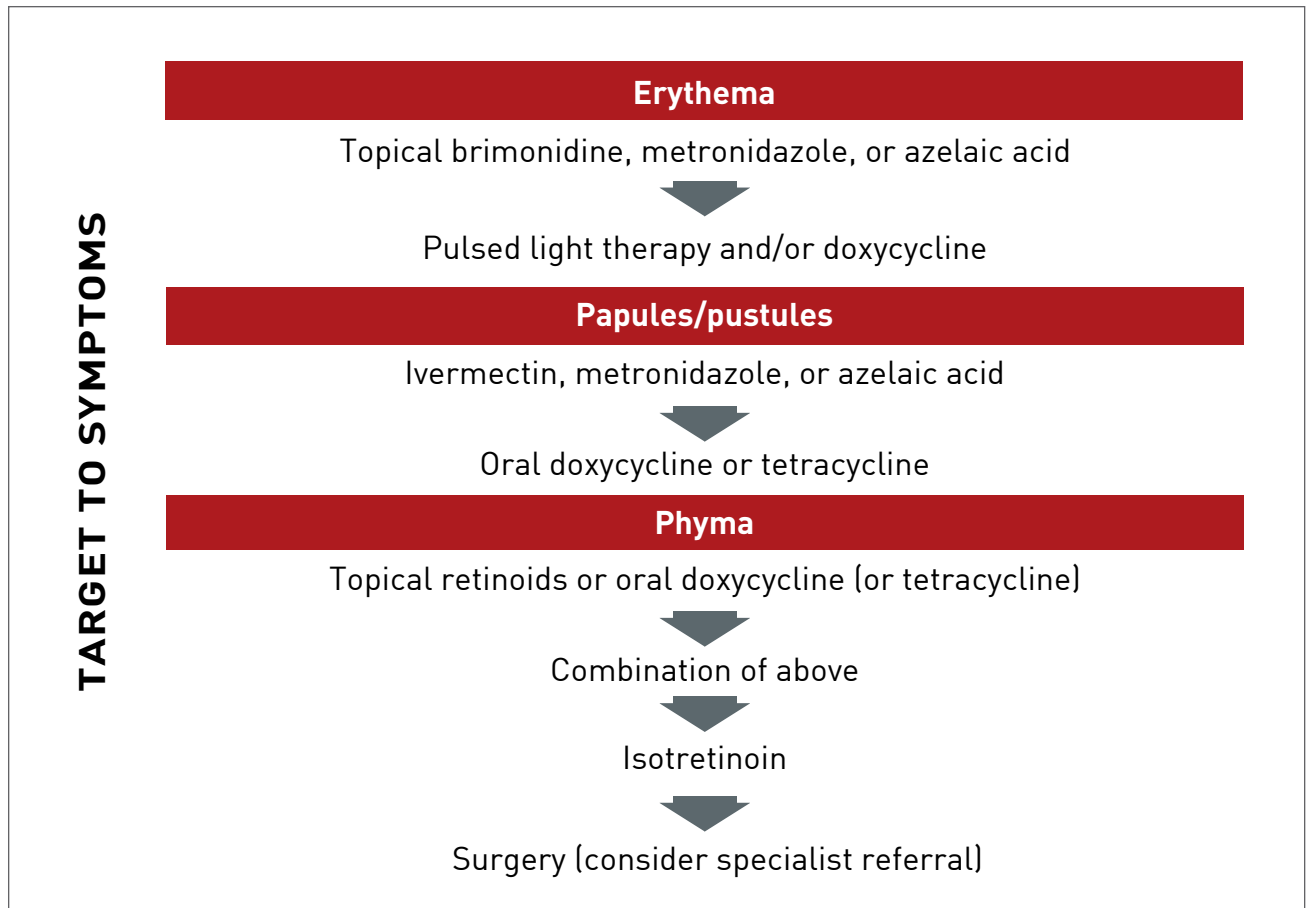 TARGET TO SYMPTOMS
Erythema
Topical brimonidine, metronidazole, or azelaic acid
Pulsed light therapy and/or doxycycline
Papules/pustules
Ivermectin, metronidazole, or azelaic acid
Oral doxycycline or tetracycline
Phyma
Topical retinoids or oral doxycycline (or tetracycline)
Combination of above
Isotretinoin
Surgery (consider specialist referral)